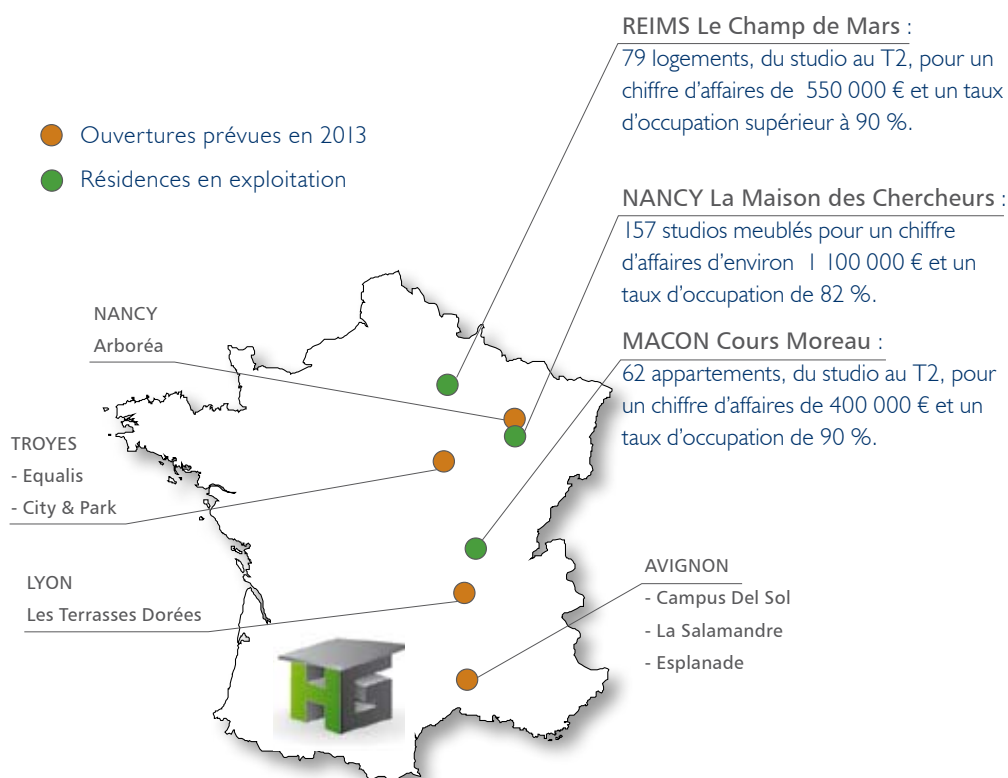 REIMS Le Champ de Mars :
79 logements, du studio au T2, pour un
chiffre d’affaires de 550 000 € et un taux
d’occupation supérieur à 90 %.
Ouvertures prévues en 2013
Résidences en exploitation
NANCY La Maison des Chercheurs :
157 studios meublés pour un chiffre
d’affaires d’environ 1 100 000 € et un
taux d’occupation de 82 %.
NANCY
Arboréa
MACON Cours Moreau :
62 appartements, du studio au T2, pour
un chiffre d’affaires de 400 000 € et un
taux d’occupation de 90 %.
TROYES
- Equalis
- City & Park
LYON
Les Terrasses Dorées
AVIGNON
- Campus Del Sol
- La Salamandre
- Esplanade
HG